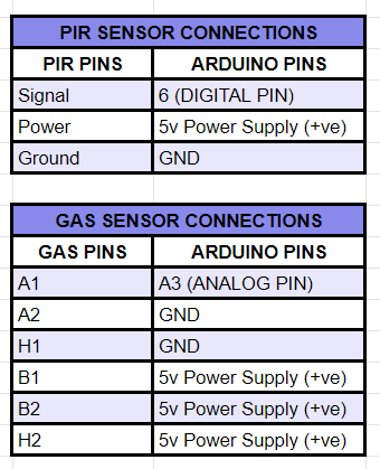 PIR SENSOR CONNECTIONS
PIR PINS ARDUINO PINS
Signal 6 (DIGITAL PIN)
Power 5v Power Supply (+ve)
Ground GND
GAS SENSOR CONNECTIONS
GAS PINS ARDUINO PINS
A1 A3 (ANALOG PIN)
A2 GND
H1 GND
B1 5v Power Supply (+ve)
B2 5v Power Supply (+ve)
H2 5v Power Supply (+ve)